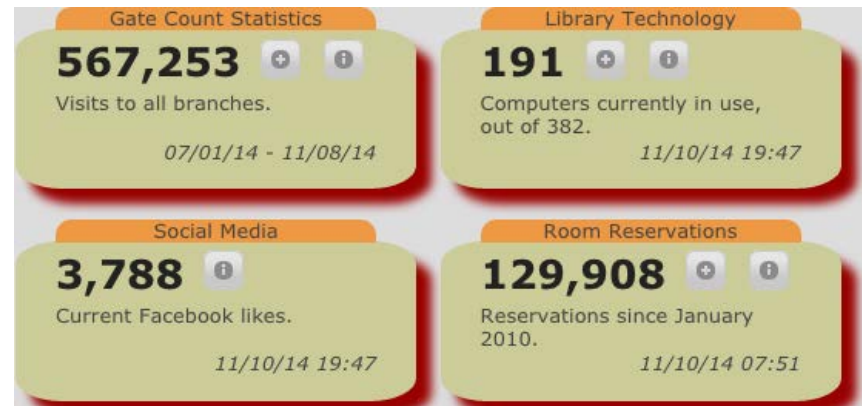 Gate Count Statistics
567,253
Visits to all branches.
07/01/14 - 11/08/14
Library Technology
191
Computers currently in use,
out of 382.
11/10/14 19:47
Social Media
3,788
Current Facebook likes.
11/10/14 19:47
Room Reservations
129,908
Reservations since January
2010.
11/10/14 07:51